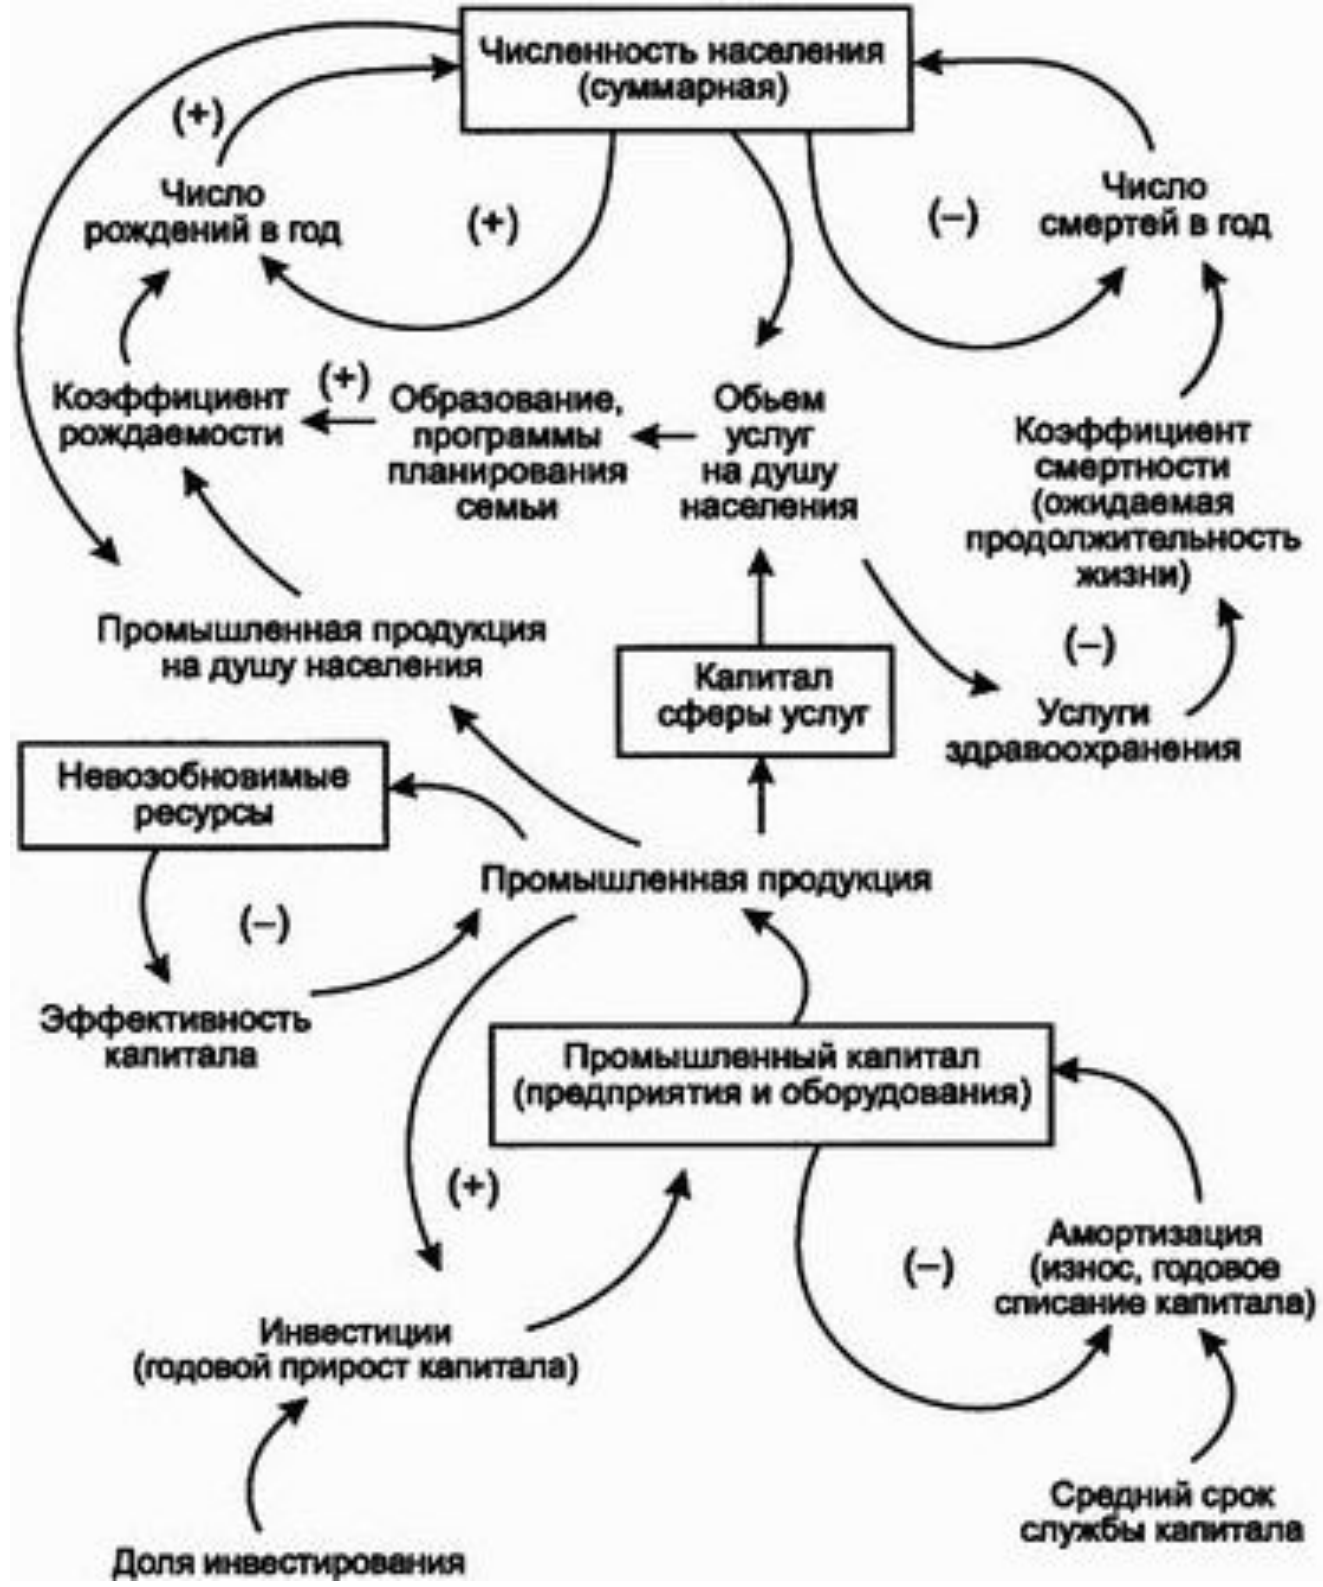 Численность населения
(суммарная)
(+)
Число
рождений в год
(+)
(–)
Число
смертей в год
Коэффициент
рождаемости
(+)
Образование,
программы
планирования
семьи
Обьем
услуг
на душу
населения
Коэффициент
смертности
(ожидаемая
продолжительность
жизни)
Промышленная продукция
на душу населения
Капитал
сферы услуг
(–)
Услуги
здравоохранения
Невозобновимые
ресурсы
Промышленная продукция
(–)
Эффективность
капитала
Промышленный капитал
(предприятия и оборудования)
(+)
(–)
Амортизация
(износ, годовое
списание капитала)
Инвестиции
(годовой прирост капитала)
Средний срок
службы капитала
Доля инвестирования